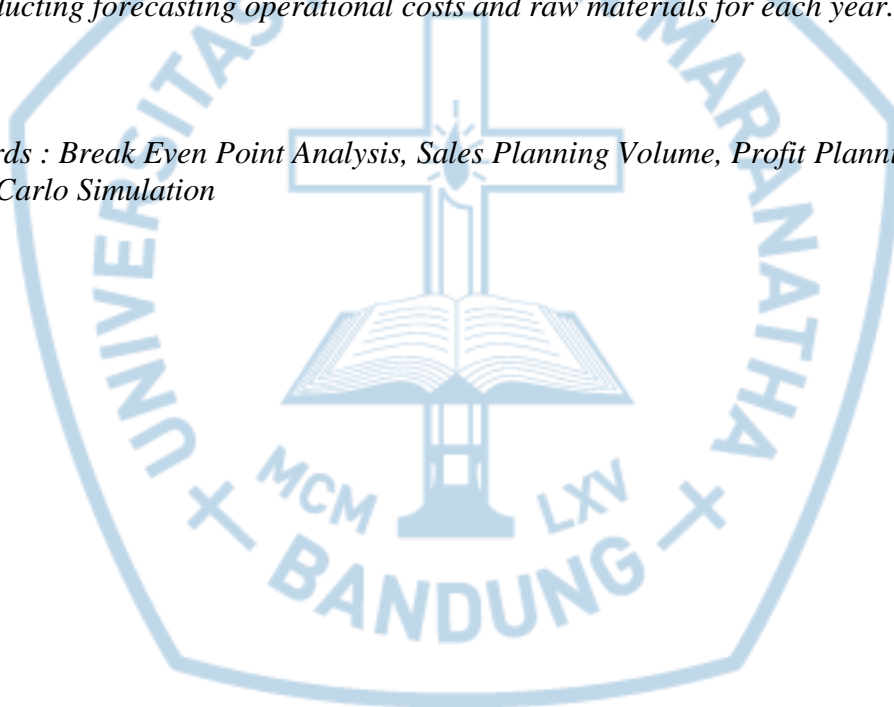 ducting forecasting operational costs and raw materials for each year.
rds : Break Even Point Analysis, Sales Planning Volume, Profit Planni
Carlo Simulation
UNIVERSITAS MARANATHA
MCM LXV
BANDUNG